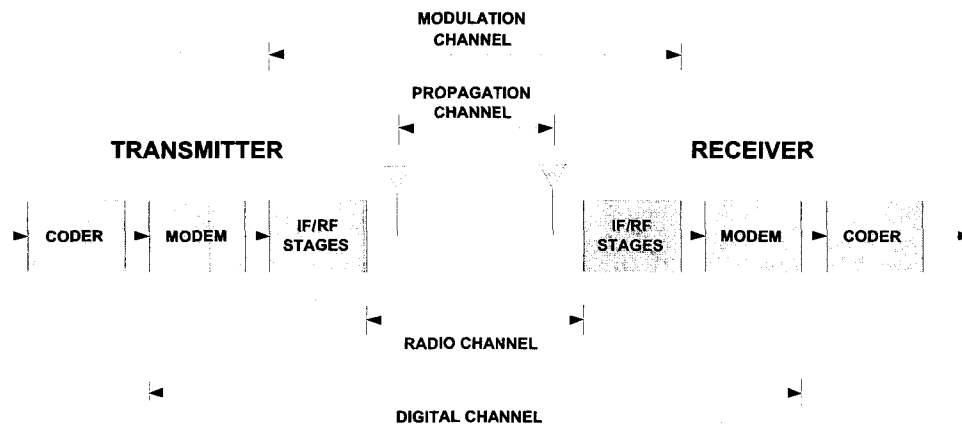 MODULATION
CHANNEL
PROPAGATION
CHANNEL
TRANSMITTER
RECEIVER
CODER
MODEM
IF/RF
STAGES
IF/RF
STAGES
MODEM
CODER
RADIO CHANNEL
DIGITAL CHANNEL